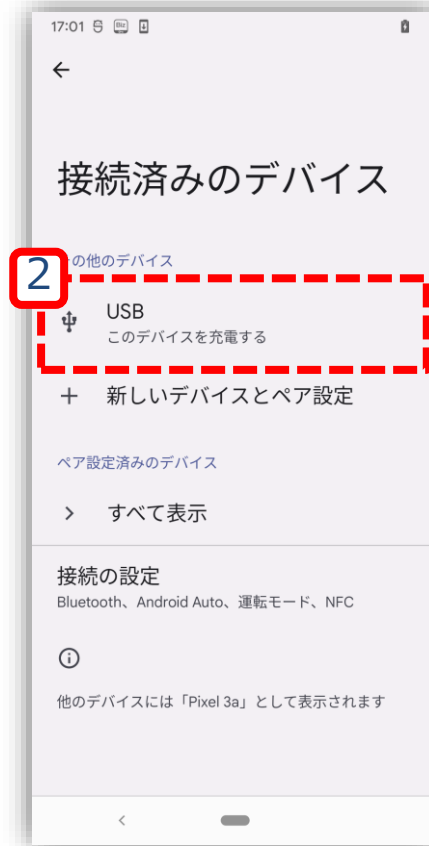 17:01
接続済みのデバイス
の他のデバイス
2
USB
このデバイスを充電する
新しいデバイスとペア設定
ペア設定済みのデバイス
すべて表示
接続の設定
Bluetooth、Android Auto、運転モード、NFC
他のデバイスには「Pixel 3a」として表示されます